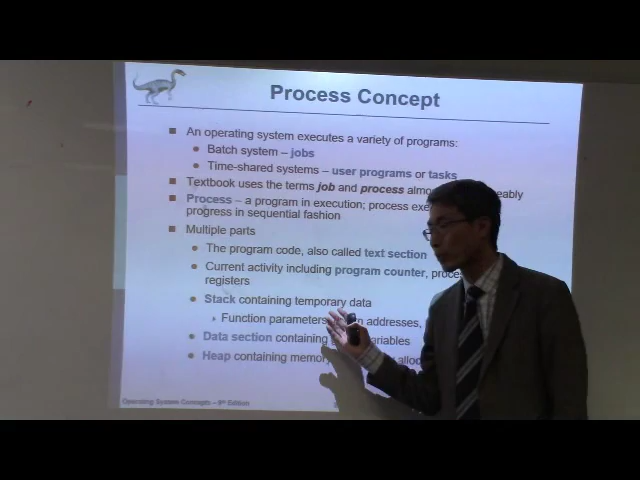 Process Concept
An operating system executes a variety of programs:
Batch system – jobs
Time-shared systems – user programs or tasks
Textbook uses the terms job and process
Process – a program in execution; process
progress in sequential fashion
Multiple parts
The program code, also called text section
Current activity including program counter,
registers
Stack containing temporary data
Function parameters, addresses,
Data section containing
Heap containing
Operating System Concepts – 9th Edition